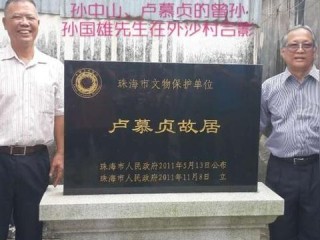 孙中山、卢慕贞的曾孙
孙国雄先生在外沙村合影
珠海市文物保护单位
卢慕贞故居
珠海市人民政府2011年5月13日公布
珠海市人民政府2011年11月8日 立